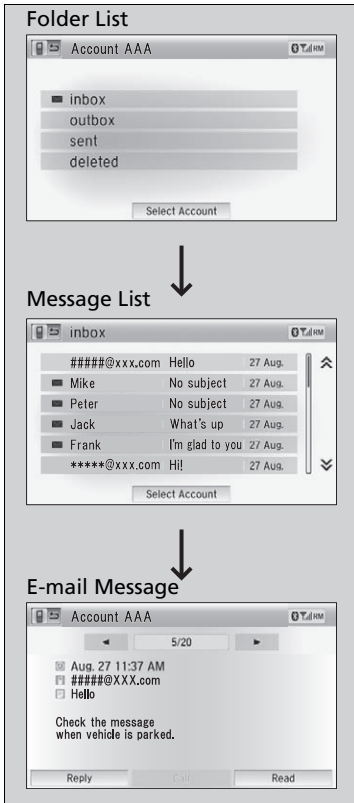 Folder List
Account AAA RM
inbox
outbox
sent
deleted
Select Account
Message List
inbox RM
#####@xxx.com Hello 27 Aug.
Mike No subject 27 Aug.
Peter No subject 27 Aug.
Jack What's up 27 Aug.
Frank I'm glad to you 27 Aug.
*****@xxx.com Hi! 27 Aug.
Select Account
E-mail Message
Account AAA RM
5/20
Aug. 27 11:37 AM
#####@XXX.com
Hello
Check the message
when vehicle is parked.
Reply Call Read